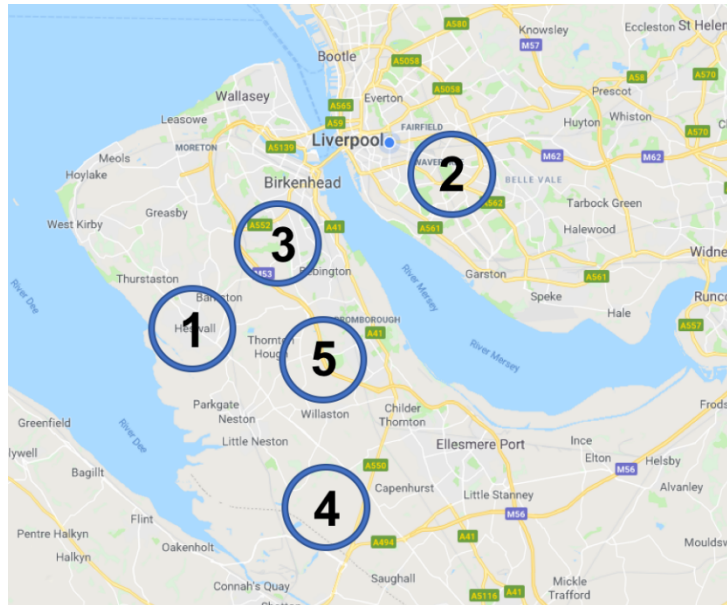 A580
Knowsley
Eccleston St Helen
M57
Bootle
A5058
A58
A570
Wallasey
A565
Everton
A5058
Prescot
Leasowe
A59
FAIRFIELD
Huyton
Whiston
A570
Liverpool
MORETON
A5139
M62
M62
Meols
2
Hoylake
Birkenhead
BELLE VALE
Greasby
A562
Tarbock Green
West Kirby
A552
A41
A561
Halewood
3
Widne
Thurstaston
M53
Garston
A561
River Dee
River Mersey
Speke
Runco
Hale
1
A557
A41
Thornton
Hough
5
River Mersey
Parkgate
Neston
Willaston
Childer
Thornton
Frods
Greenfield
River Dee
Little Neston
Ellesmere Port
Ince
Elton
Helsby
lywell
A550
M56
Bagillt
Capenhurst
Little Stanney
Alvanley
4
M56
Flint
Pentre Halkyn
A494
A41
Mouldsw
Oakenholt
Halkyn
Saughall
Mickle
Trafford
Connah's Quay
A5116
A41